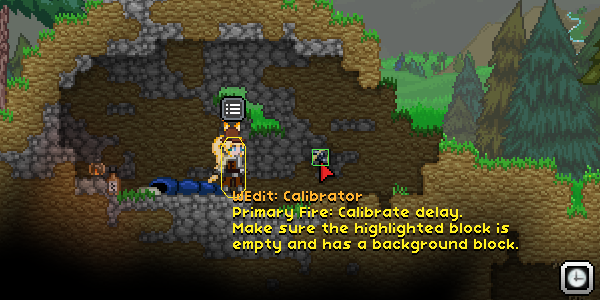 WEdit: Calibrator
Primary Fire: Calibrate delay.
Make sure the highlighted block is
empty and has a background block.